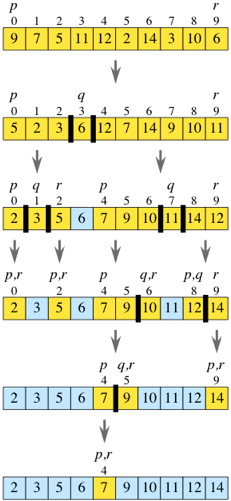 p r
0 1 2 3 4 5 6 7 8 9
9 7 5 11 12 2 14 3 10 6
p q r
0 1 2 3 4 5 6 7 8 9
5 2 3 6 12 7 14 9 10 11
p q r p q r
0 1 2 4 5 6 7 8 9
2 3 5 6 7 9 10 11 14 12
p,r p,r p q,r p,q r
0 2 4 5 6 8 9
2 3 5 6 7 9 10 11 12 14
p q,r p,r
4 5 9
2 3 5 6 7 9 10 11 12 14
p,r
4
2 3 5 6 7 9 10 11 12 14